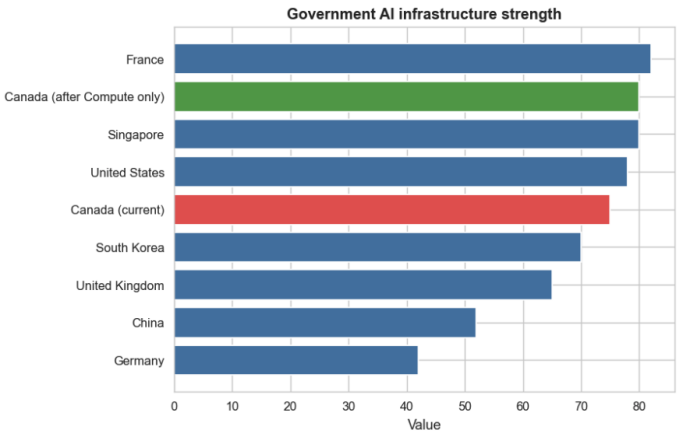 Government AI infrastructure strength
France
Canada (after Compute only)
Singapore
United States
Canada (current)
South Korea
United Kingdom
China
Germany
0 10 20 30 40 50 60 70 80
Value